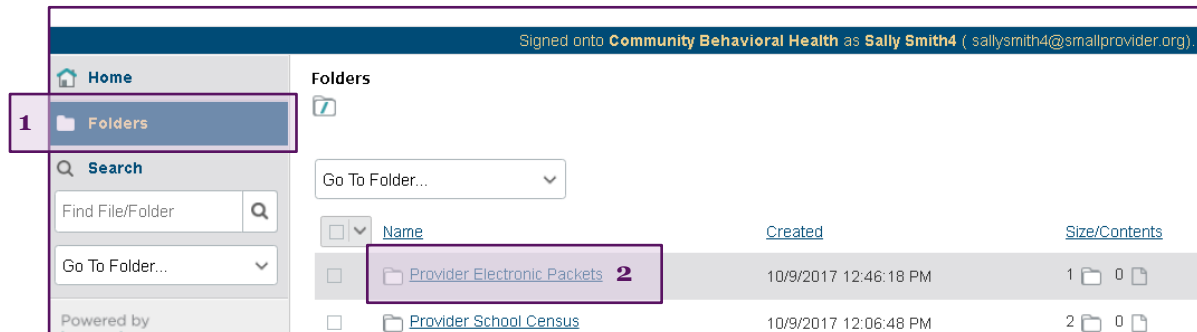 Signed onto Community Behavioral Health as Sally Smith4 ( sallysmith4@smallprovider.org).
Home
1 Folders
Search
Find File/Folder
Go To Folder...
Powered by
Folders
Go To Folder...
Name Created Size/Contents
Provider Electronic Packets 2 10/9/2017 12:46:18 PM 1 0
Provider School Census 10/9/2017 12:06:48 PM 2 0